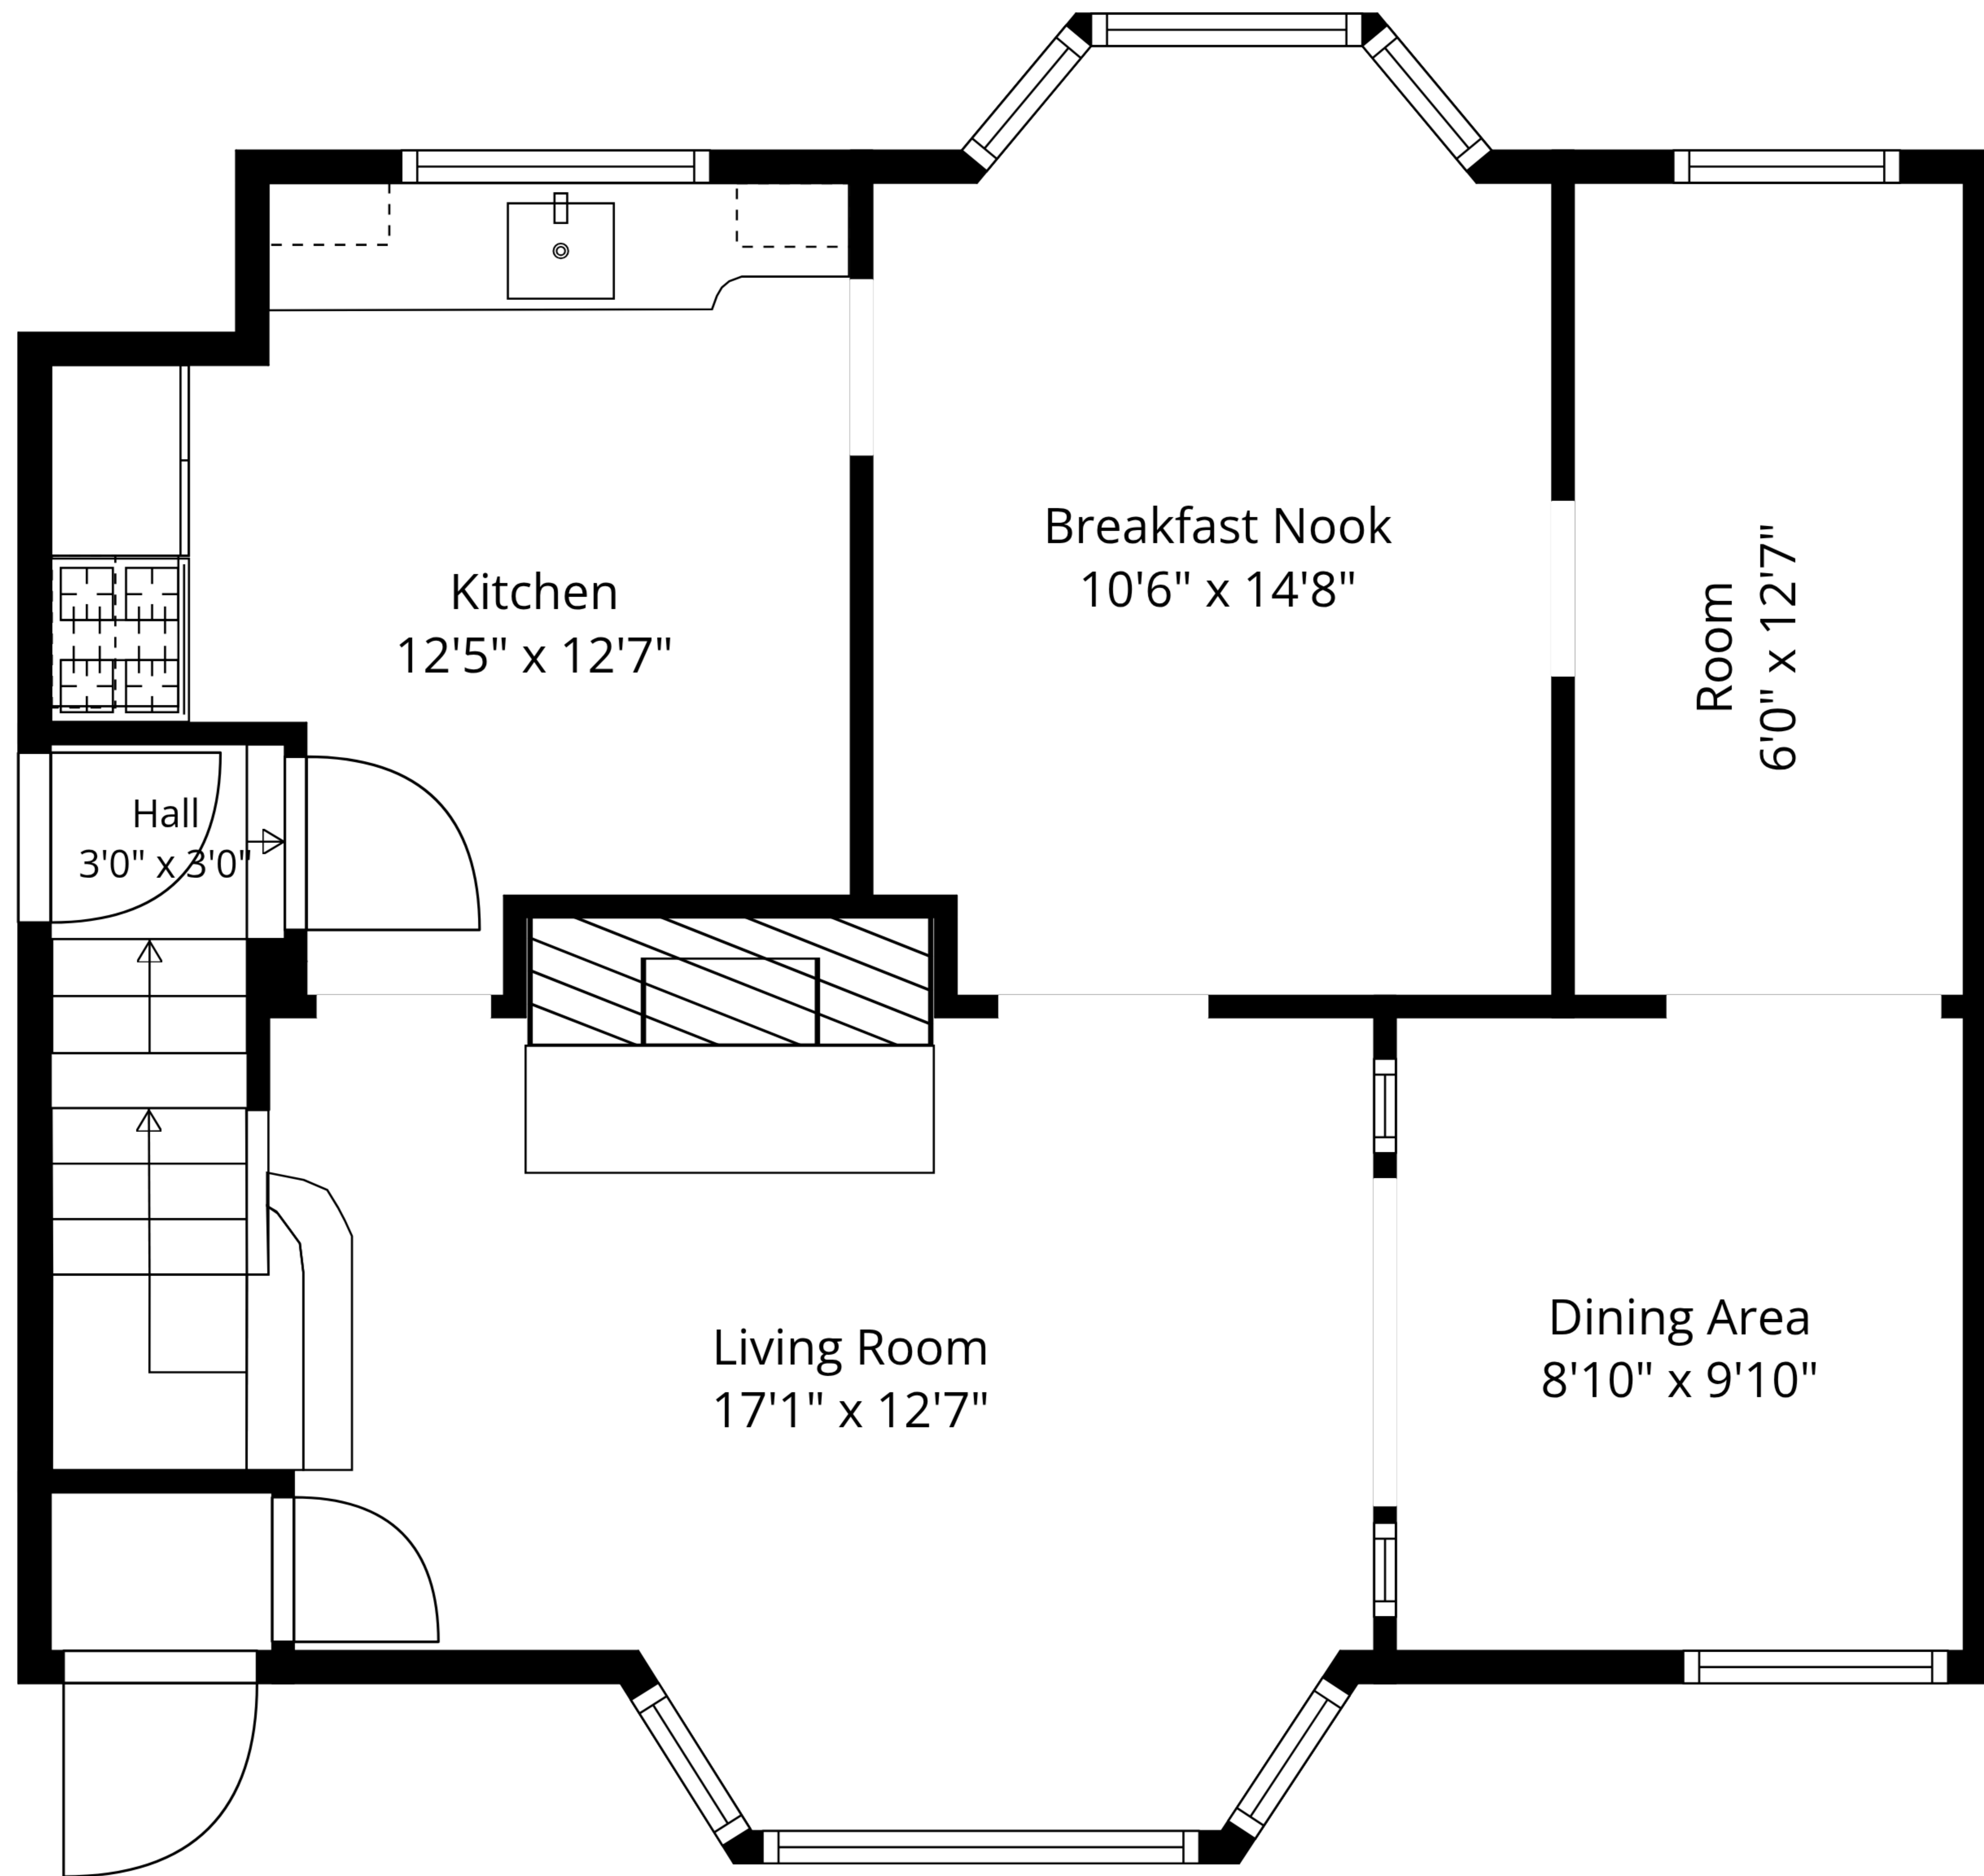 Breakfast Nook
10'6" x 14'8"
Kitchen
12'5" x 12'7"
Room
6'0" x 12'7"
Hall
3'0" x 3'0"
Living Room
17'1" x 12'7"
Dining Area
8'10" x 9'10"